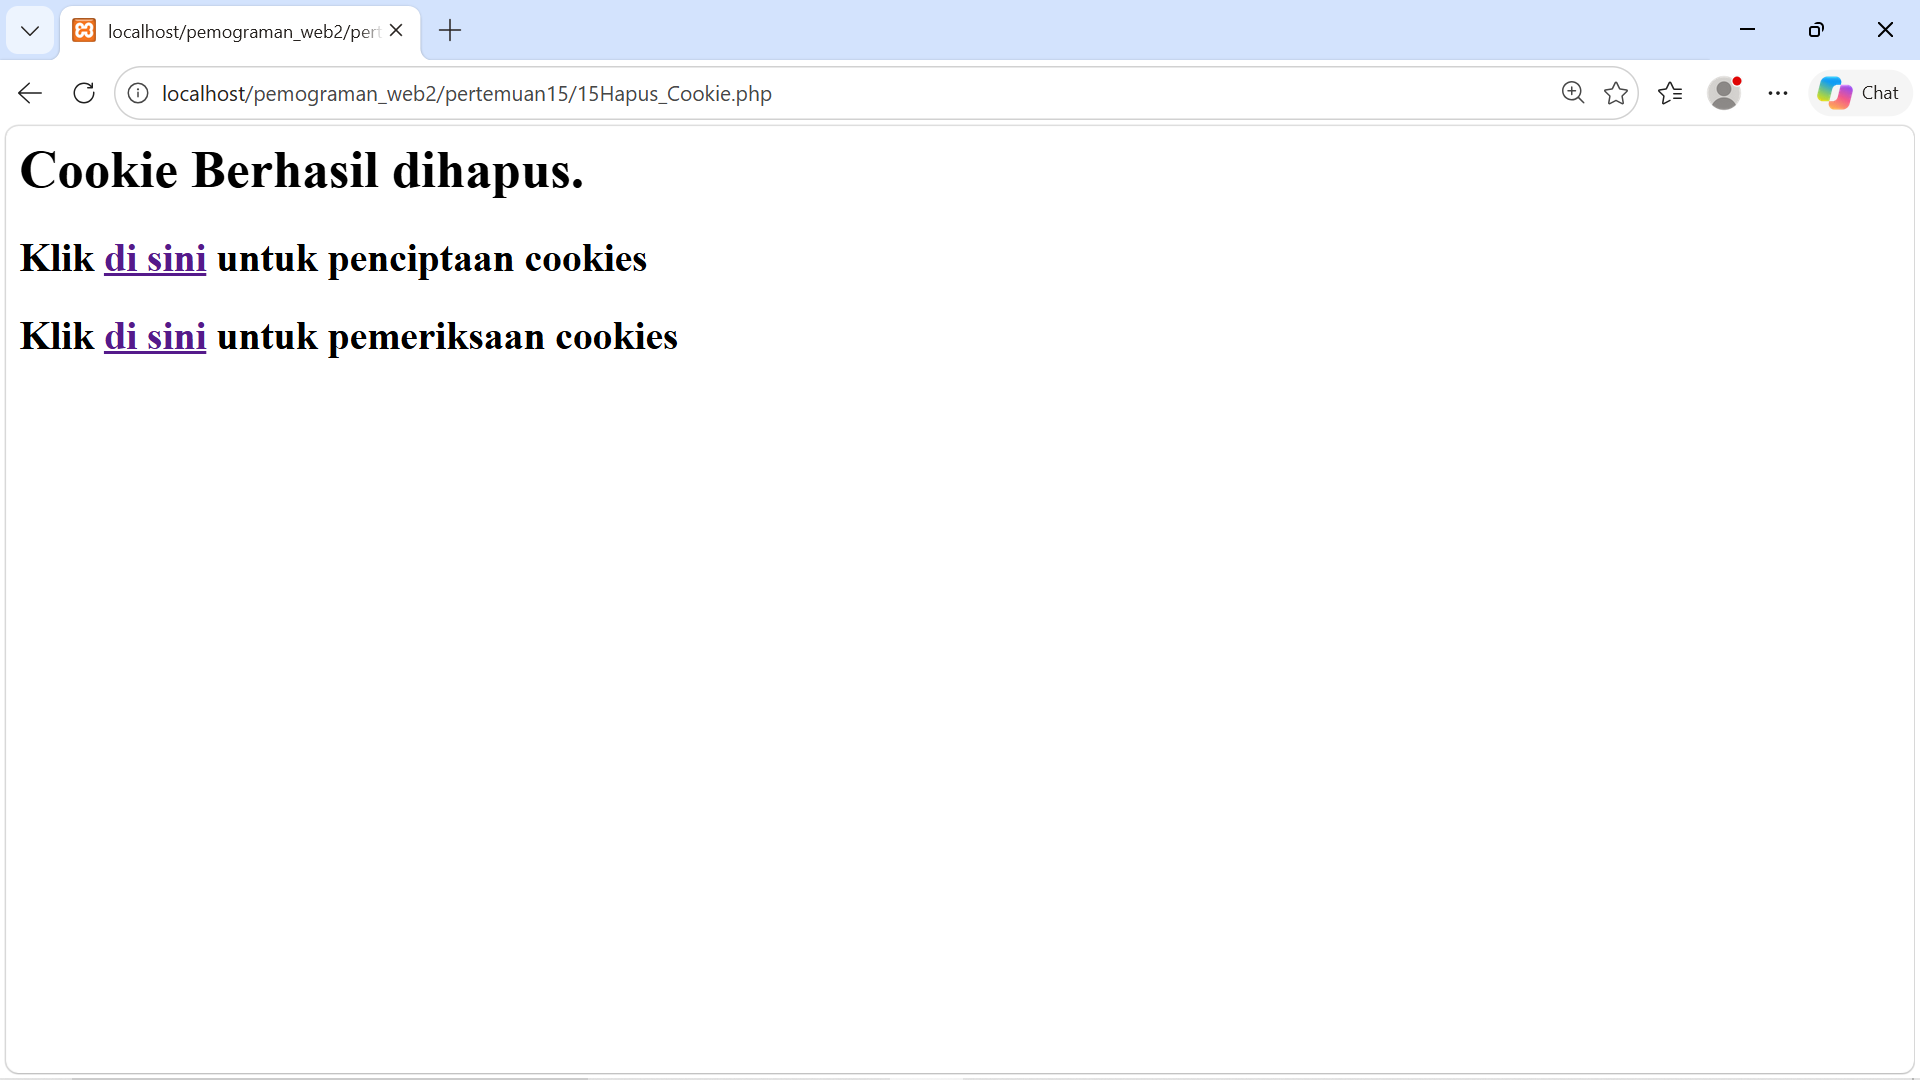 localhost/pemograman_web2/pert
localhost/pemograman_web2/pertemuan15/15Hapus_Cookie.php
Chat
Cookie Berhasil dihapus.
Klik di sini untuk penciptaan cookies
Klik di sini untuk pemeriksaan cookies